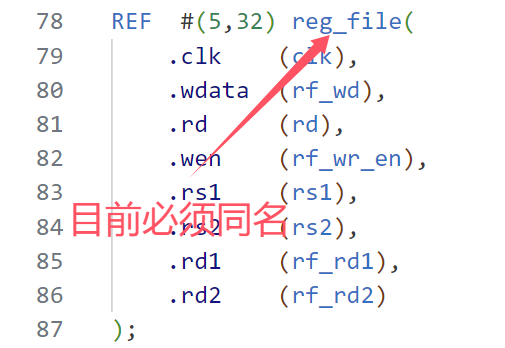 78 REF #(5,32) reg_file(
79 .clk (clk),
80 .wdata (rf_wd),
81 .rd (rd),
82 .wen (rf_wr_en),
83 .rs1 (rs1),
目前必须同名
84 .rs2 (rs2),
85 .rd1 (rf_rd1),
86 .rd2 (rf_rd2)
87 );